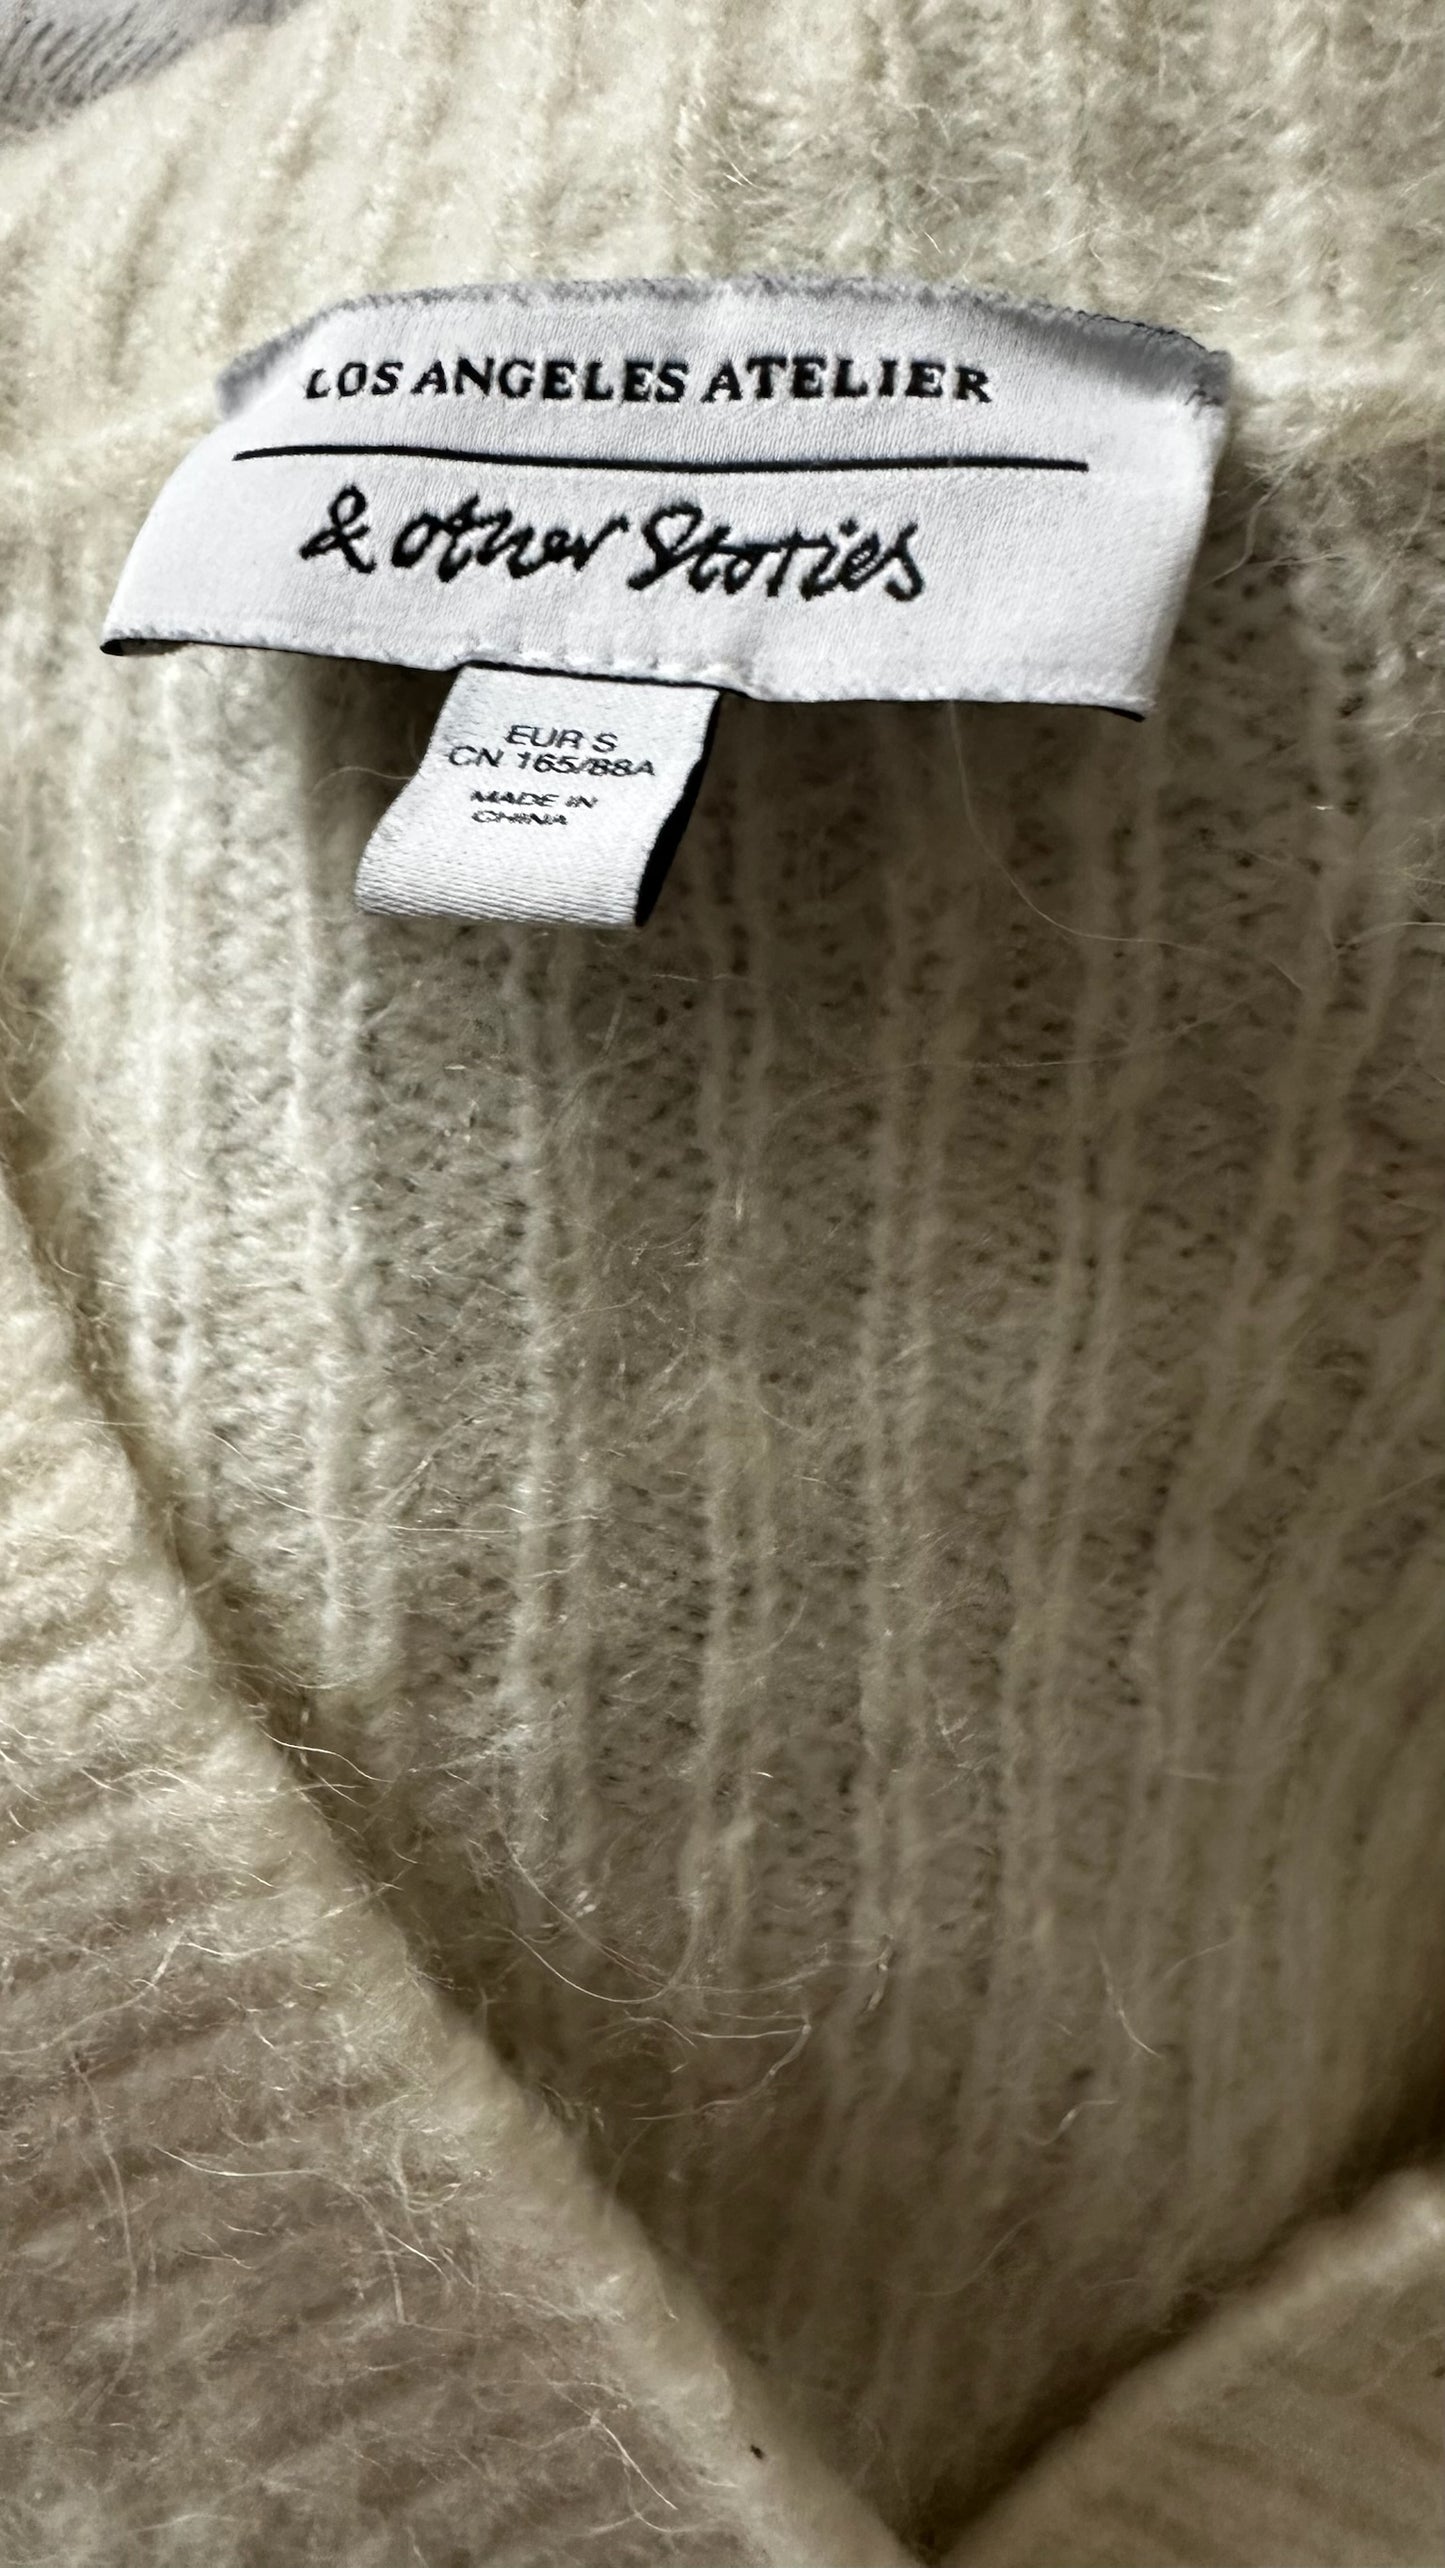 LOS ANGELES ATELIER
& other Stories
EUR S
CN 165/88A
MADE IN
CHINA